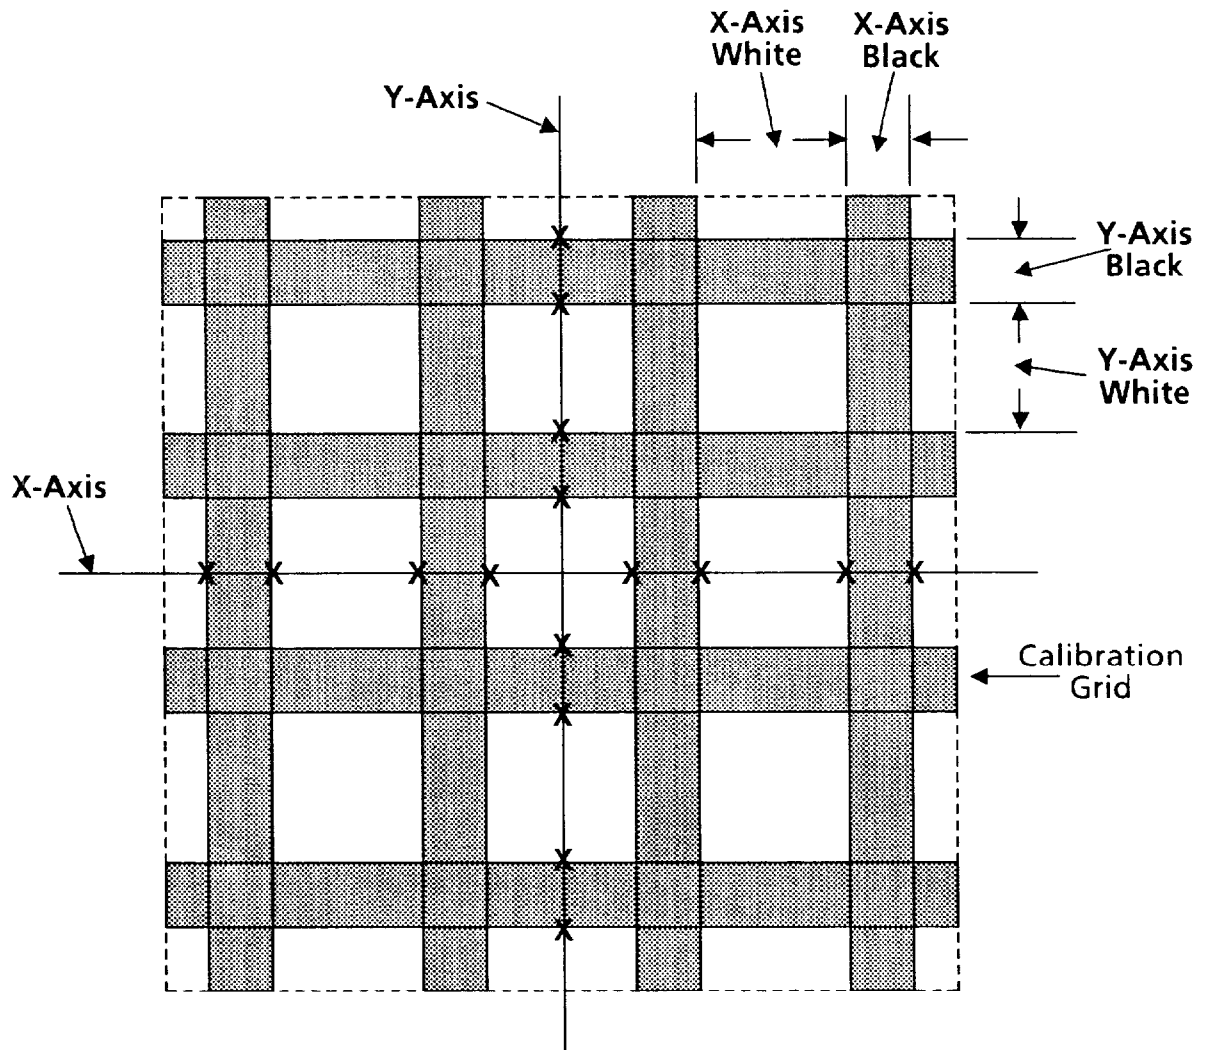 X-Axis
White
X-Axis
Black
Y-Axis
Y-Axis
Black
Y-Axis
White
X-Axis
Calibration
Grid